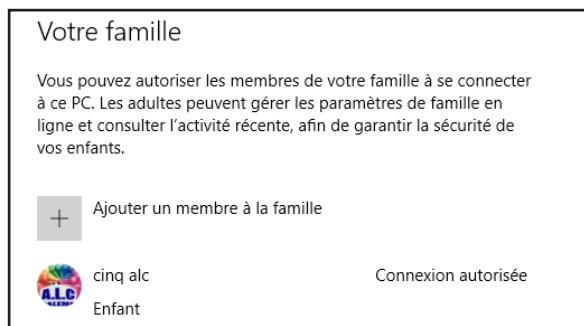 Votre famille
Vous pouvez autoriser les membres de votre famille à se connecter
à ce PC. Les adultes peuvent gérer les paramètres de famille en
ligne et consulter l'activité récente, afin de garantir la sécurité de
vos enfants.
Ajouter un membre à la famille
cinq alc Connexion autorisée
A.L.C
Enfant